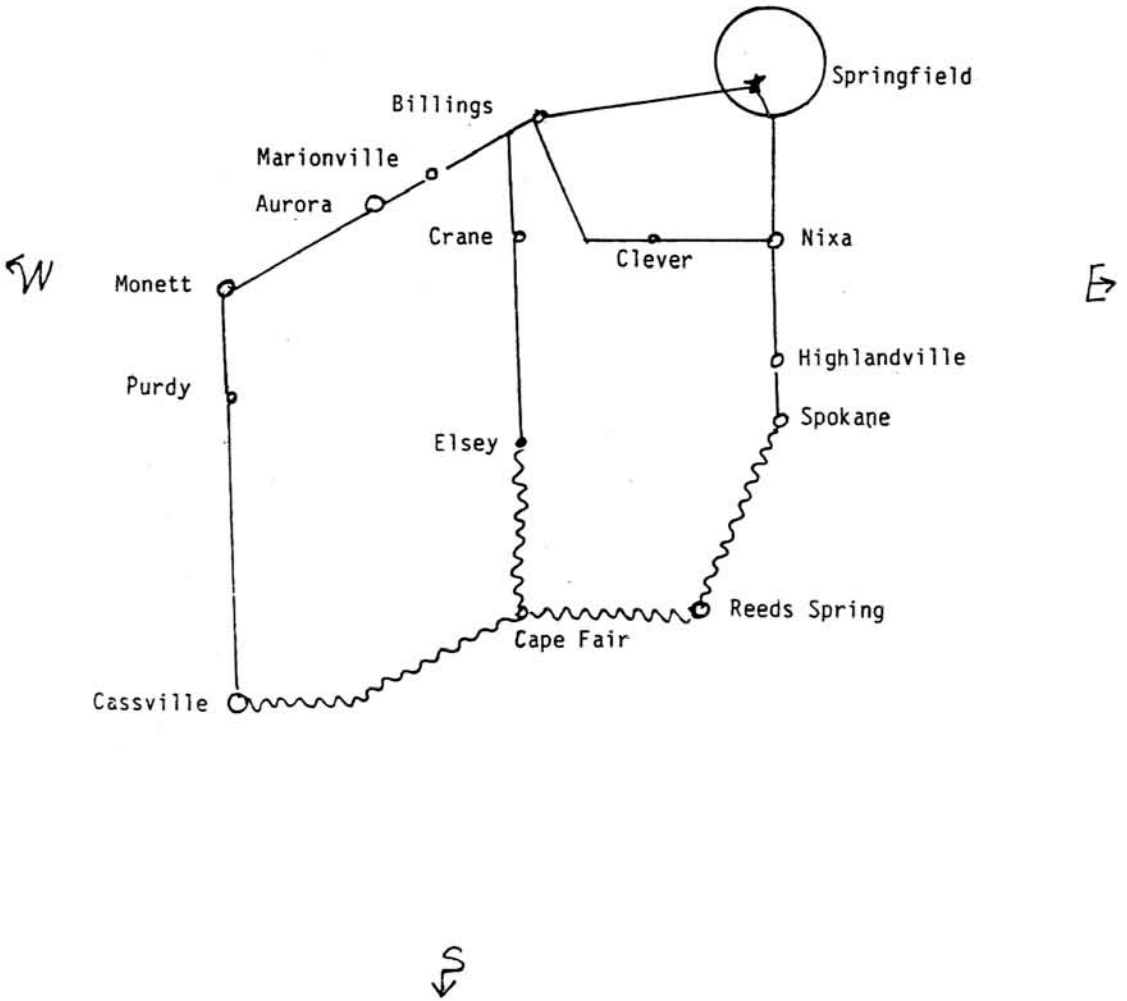 Springfield
Billings
Marionville
Aurora
Crane
Nixa
Clever
W
Monett
E
Highlandville
Purdy
Spokane
Elsey
Reeds Spring
Cape Fair
Cassville
S